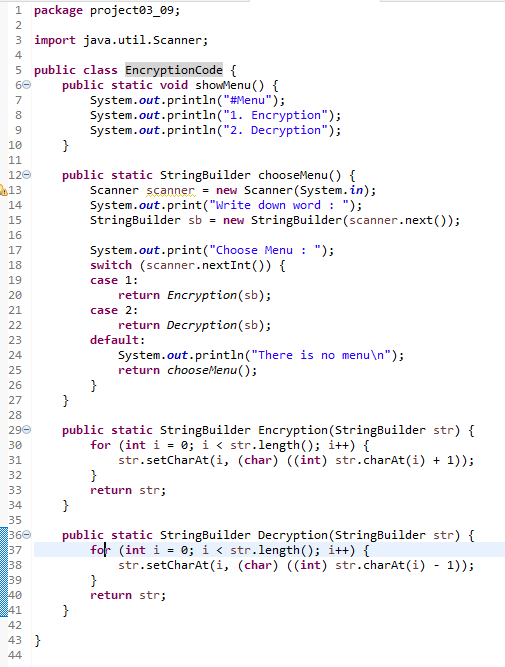 1 package project03_09;
2
3 import java.util.Scanner;
4
5 public class EncryptionCode {
6     public static void showMenu() {
7         System.out.println("#Menu");
8         System.out.println("1. Encryption");
9         System.out.println("2. Decryption");
10     }
11
12     public static StringBuilder chooseMenu() {
13         Scanner scanner = new Scanner(System.in);
14         System.out.print("Write down word : ");
15         StringBuilder sb = new StringBuilder(scanner.next());
16
17         System.out.print("Choose Menu : ");
18         switch (scanner.nextInt()) {
19         case 1:
20             return Encryption(sb);
21         case 2:
22             return Decryption(sb);
23         default:
24             System.out.println("There is no menu\n");
25             return chooseMenu();
26         }
27     }
28
29     public static StringBuilder Encryption(StringBuilder str) {
30         for (int i = 0; i < str.length(); i++) {
31             str.setCharAt(i, (char) ((int) str.charAt(i) + 1));
32         }
33         return str;
34     }
35
36     public static StringBuilder Decryption(StringBuilder str) {
37         for (int i = 0; i < str.length(); i++) {
38             str.setCharAt(i, (char) ((int) str.charAt(i) - 1));
39         }
40         return str;
41     }
42
43 }
44